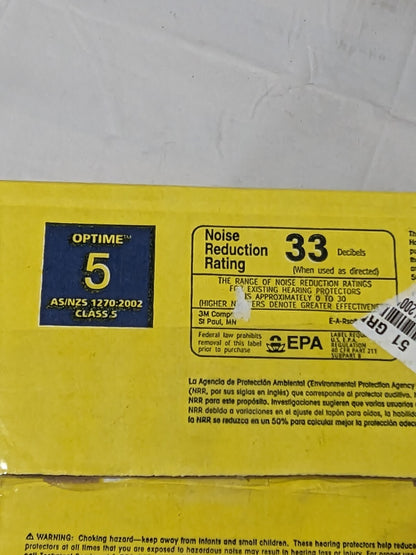 OPTIME™
5
AS/NZS 1270:2002
CLASS 5
Noise
Reduction
Rating
33 Decibels
(When used as directed)
THE RANGE OF NOISE REDUCTION RATINGS
EXISTING HEARING PROTECTORS
IS APPROXIMATELY 0 TO 30
(HIGHER DENOTE GREATER EFFECTIVE
3M
St Paul, MN
Federal law prohibits
removal of this label
prior to purchase
EPA
LABEL
U.S. E.P.A.
REGULATION
40 CFR PART 211
SUBPART B
51 GR
La Agencia de Protección Ambiental (Environmental Protection Agency
(NRR, por sus siglas en inglés) que corresponde al protector auditivo.
NRR para este propósito. Investigaciones sugieren que varios usuarios
NRR debido a variaciones en el ajuste del tapón para oídos, la habilid
la NRR se reduzca en un 50% para calcular mejor la protección
⚠ WARNING: Choking hazard—keep away from infants and small children. These hearing protectors help reduce
protectors at all times that you are exposed to hazardous noise may result in hearing loss or injury. For proper